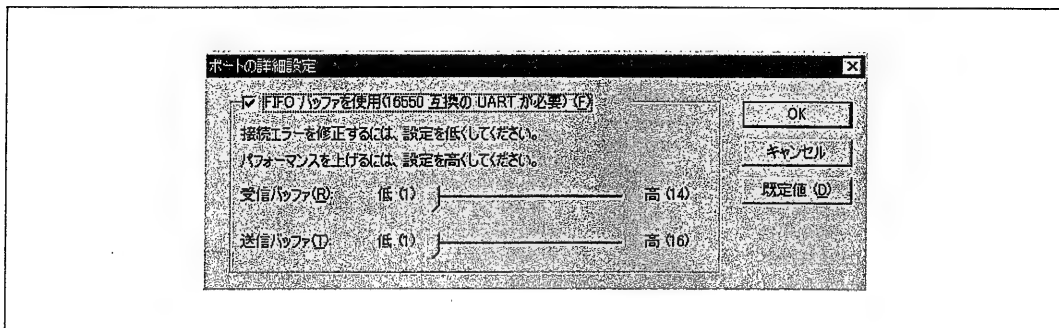 ポートの詳細設定
FIFO バッファを使用(16550 互換の UART が必要) (F)
接続エラーを修正するには、設定を低くしてください。
パフォーマンスを上げるには、設定を高くしてください。
受信バッファ(R): 低 (1) 高 (14)
送信バッファ(T): 低 (1) 高 (16)
OK
キャンセル
既定値 (D)